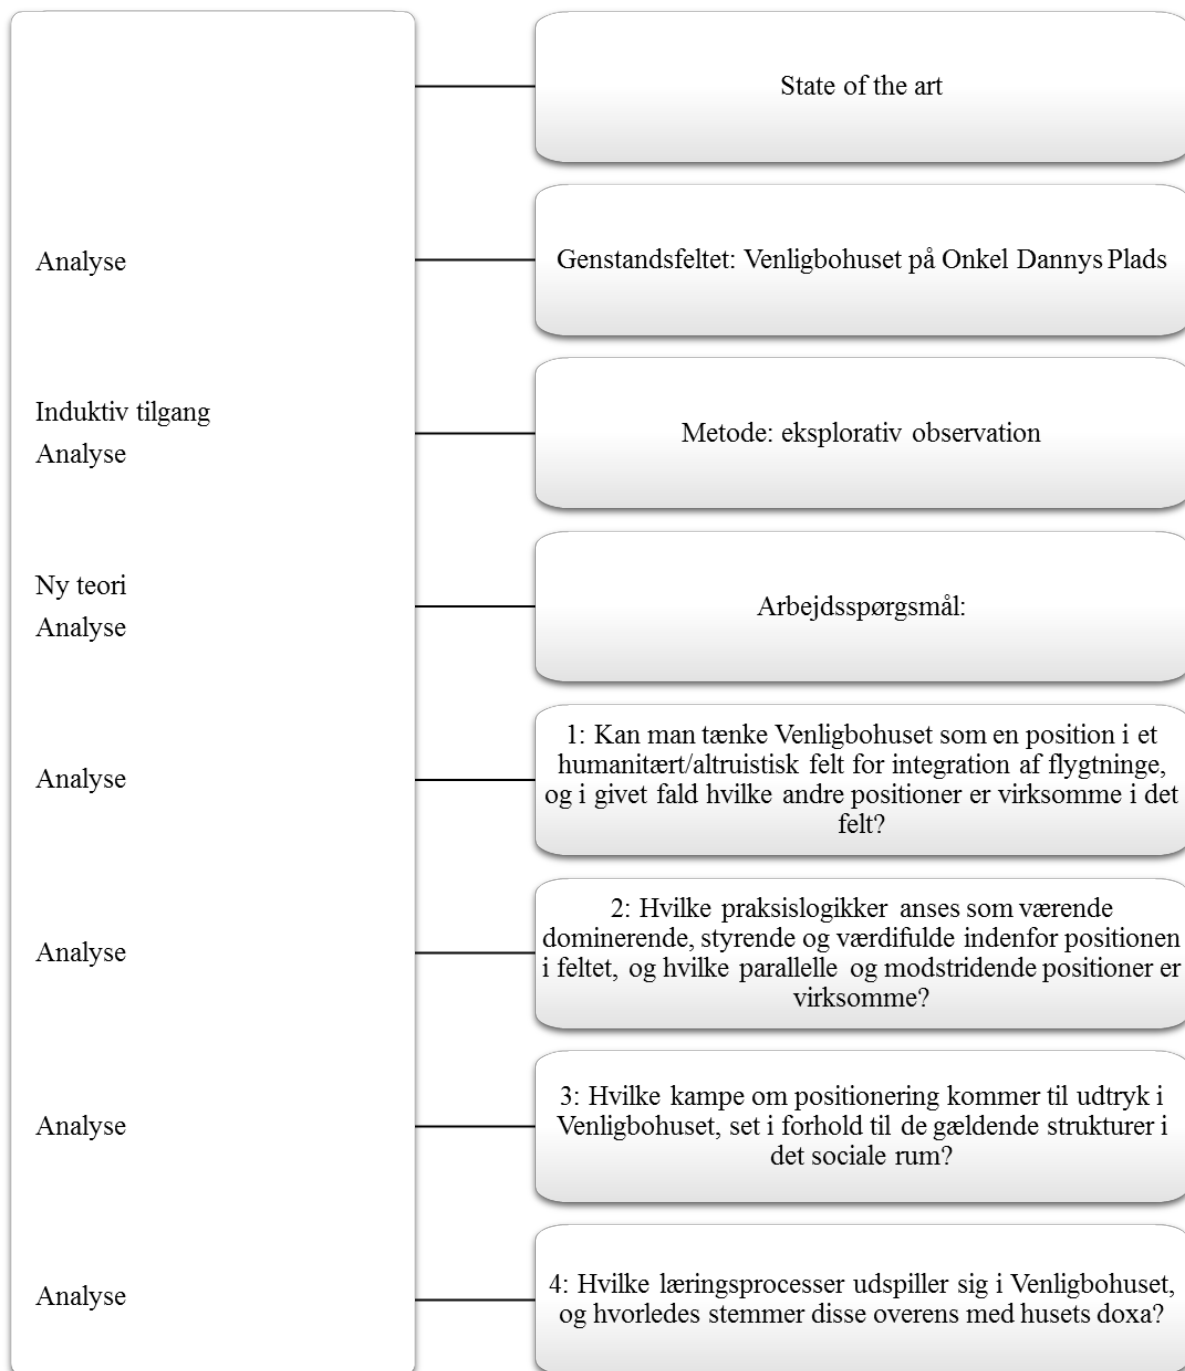 State of the art
Analyse
Genstandsfeltet: Venligbohuset på Onkel Dannys Plads
Induktiv tilgang
Analyse
Metode: eksplorativ observation
Ny teori
Analyse
Arbejdsspørgsmål:
Analyse
1: Kan man tænke Venligbohuset som en position i et
humanitært/altruistisk felt for integration af flygtninge,
og i givet fald hvilke andre positioner er virksomme i det
felt?
Analyse
2: Hvilke praksislogikker anses som værende
dominerende, styrende og værdifulde indenfor positionen
i feltet, og hvilke parallelle og modstridende positioner er
virksomme?
Analyse
3: Hvilke kampe om positionering kommer til udtryk i
Venligbohuset, set i forhold til de gældende strukturer i
det sociale rum?
Analyse
4: Hvilke læringsprocesser udspiller sig i Venligbohuset,
og hvorledes stemmer disse overens med husets doxa?